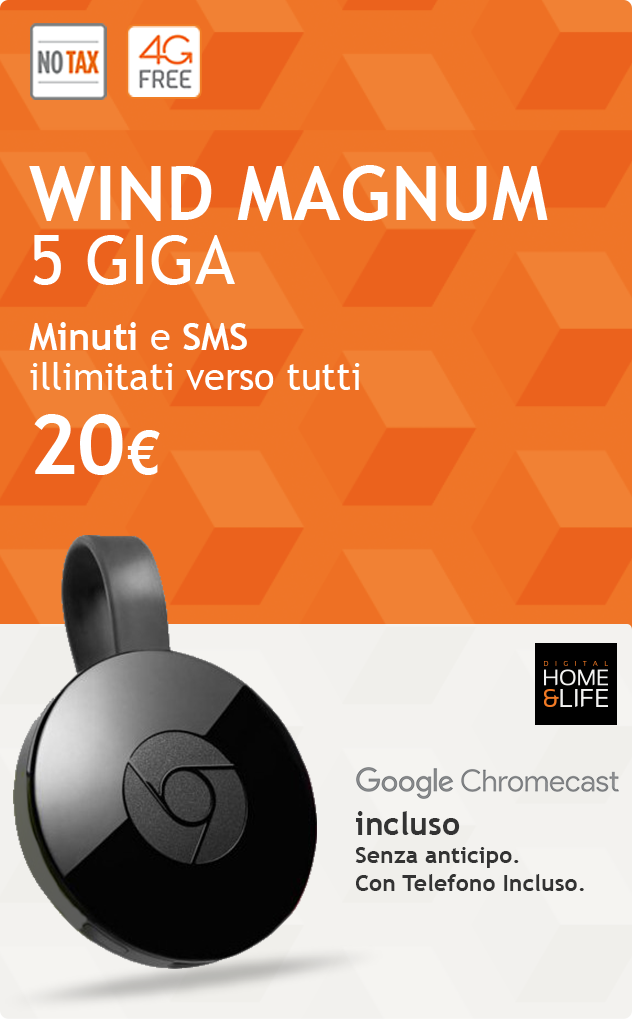 NO TAX
4G
FREE
WIND MAGNUM
5 GIGA
Minuti e SMS
illimitati verso tutti
20€
DIGITAL
HOME
&LIFE
Google Chromecast
incluso
Senza anticipo.
Con Telefono Incluso.